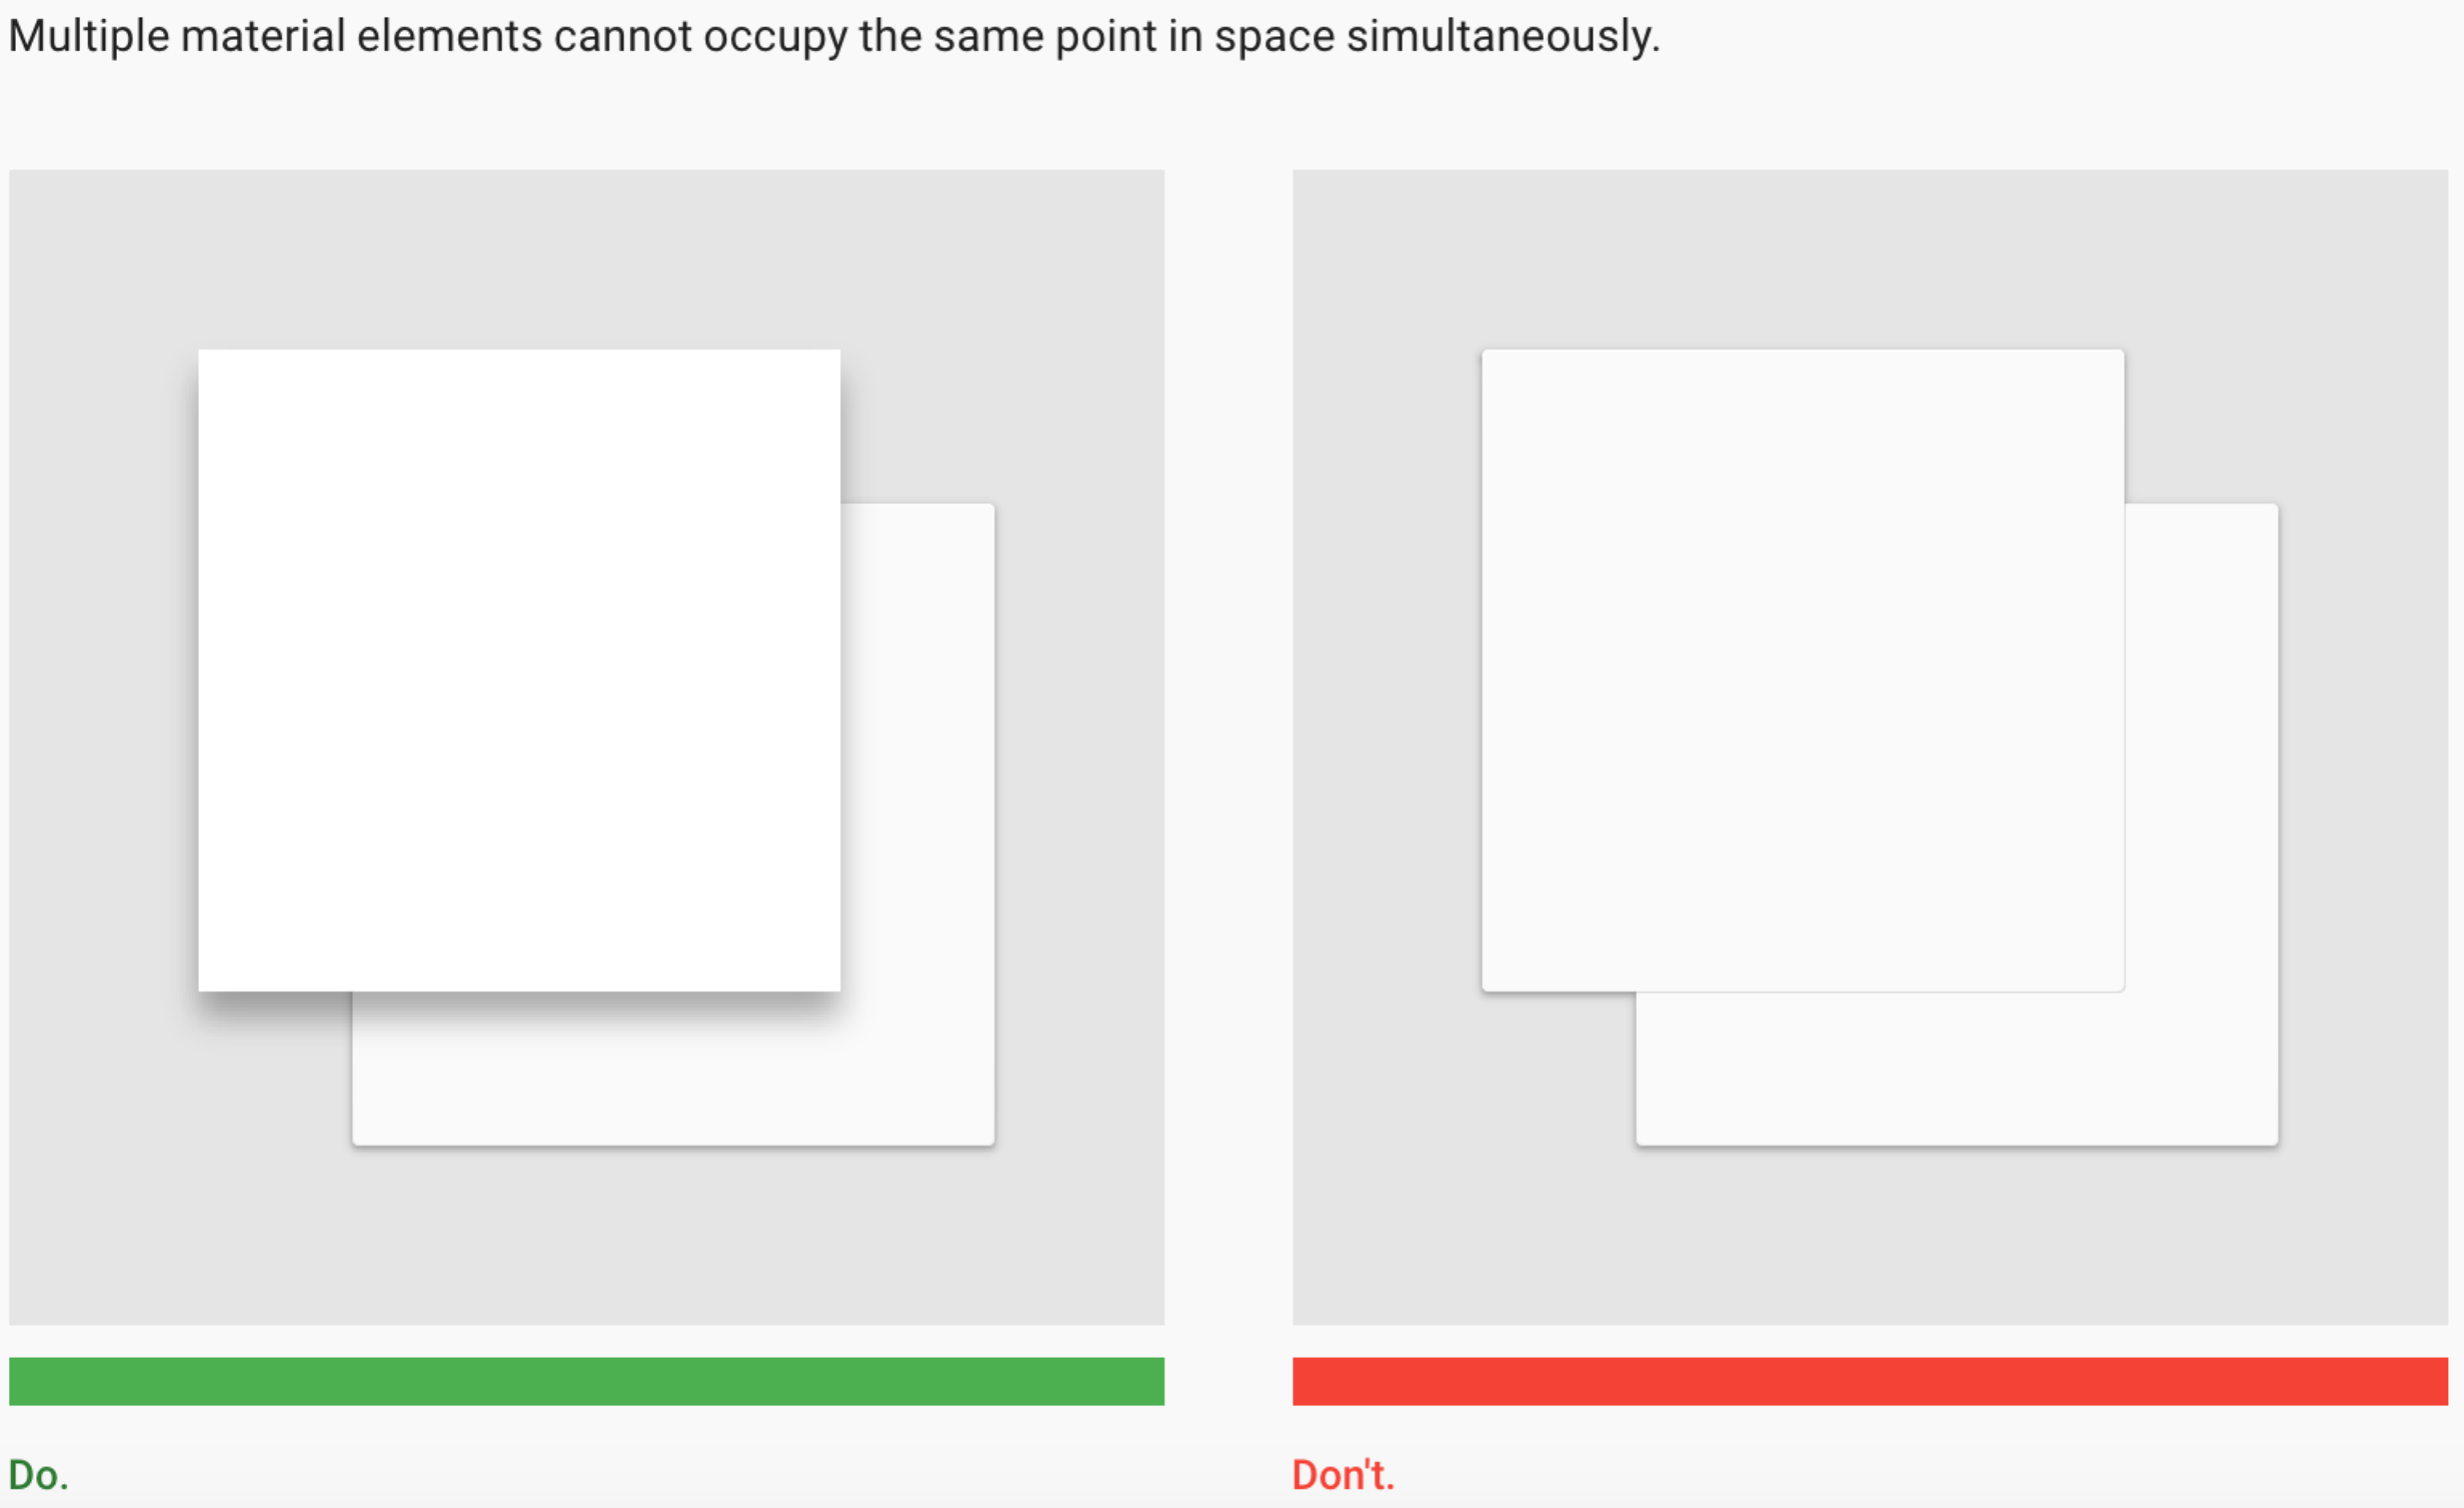 Multiple material elements cannot occupy the same point in space simultaneously.
Do.
Don't.